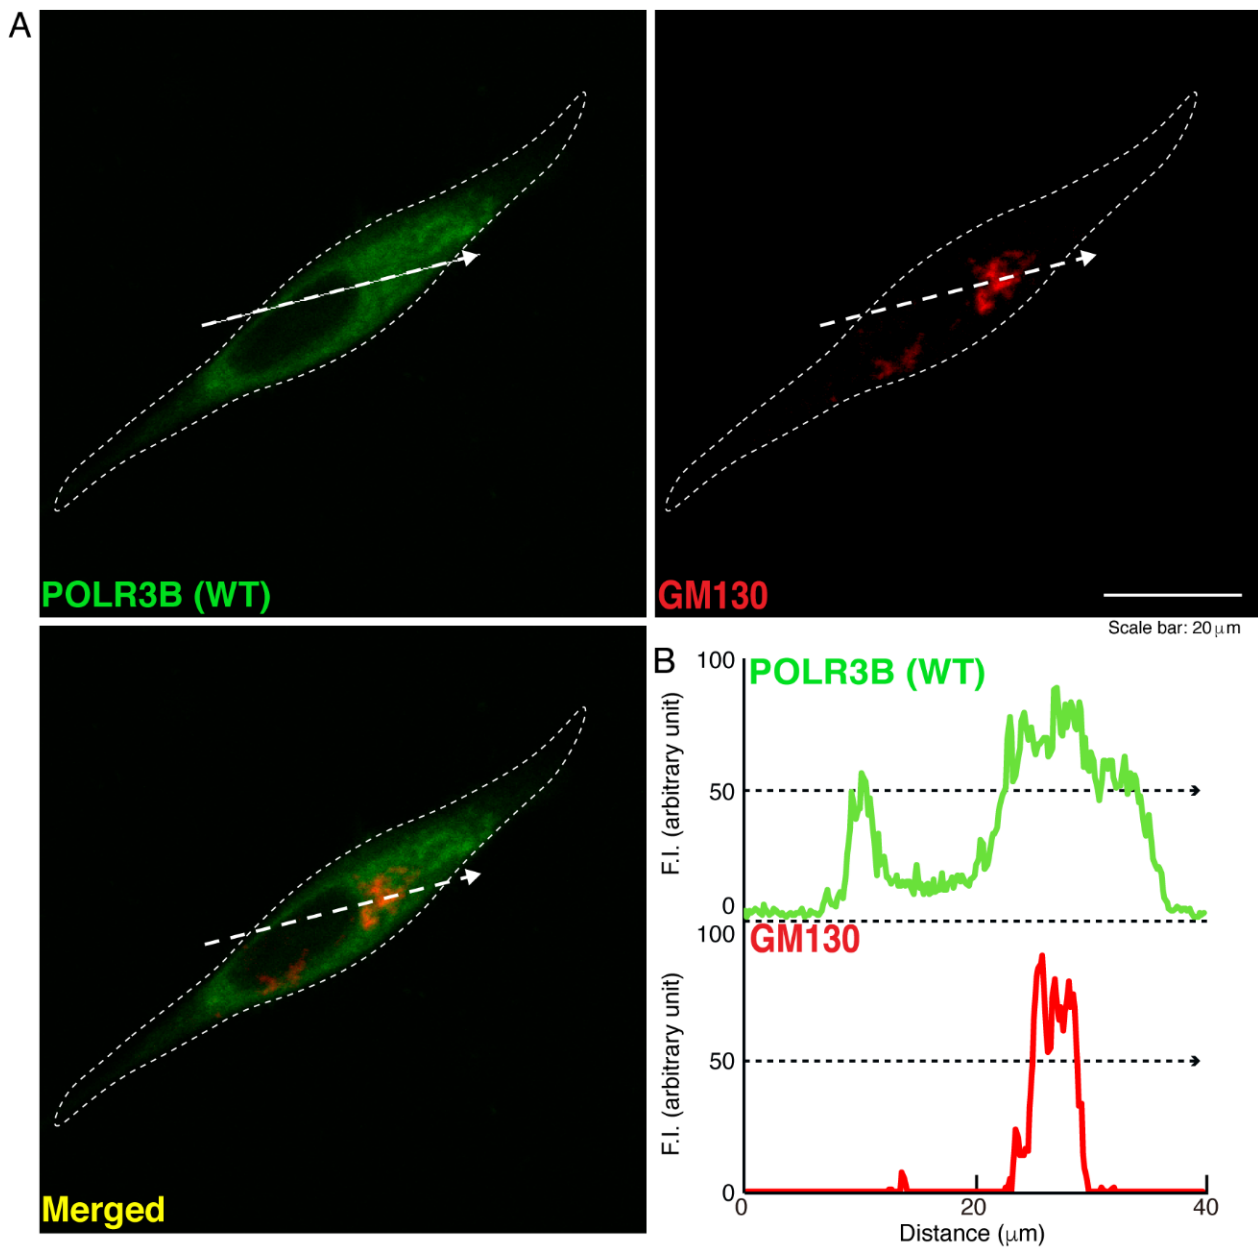 A
POLR3B (WT)
GM130
Scale bar: 20 μm
Merged
B
100
POLR3B (WT)
F.I. (arbitrary unit)
50
0
100
GM130
F.I. (arbitrary unit)
50
0
0
20
40
Distance (μm)